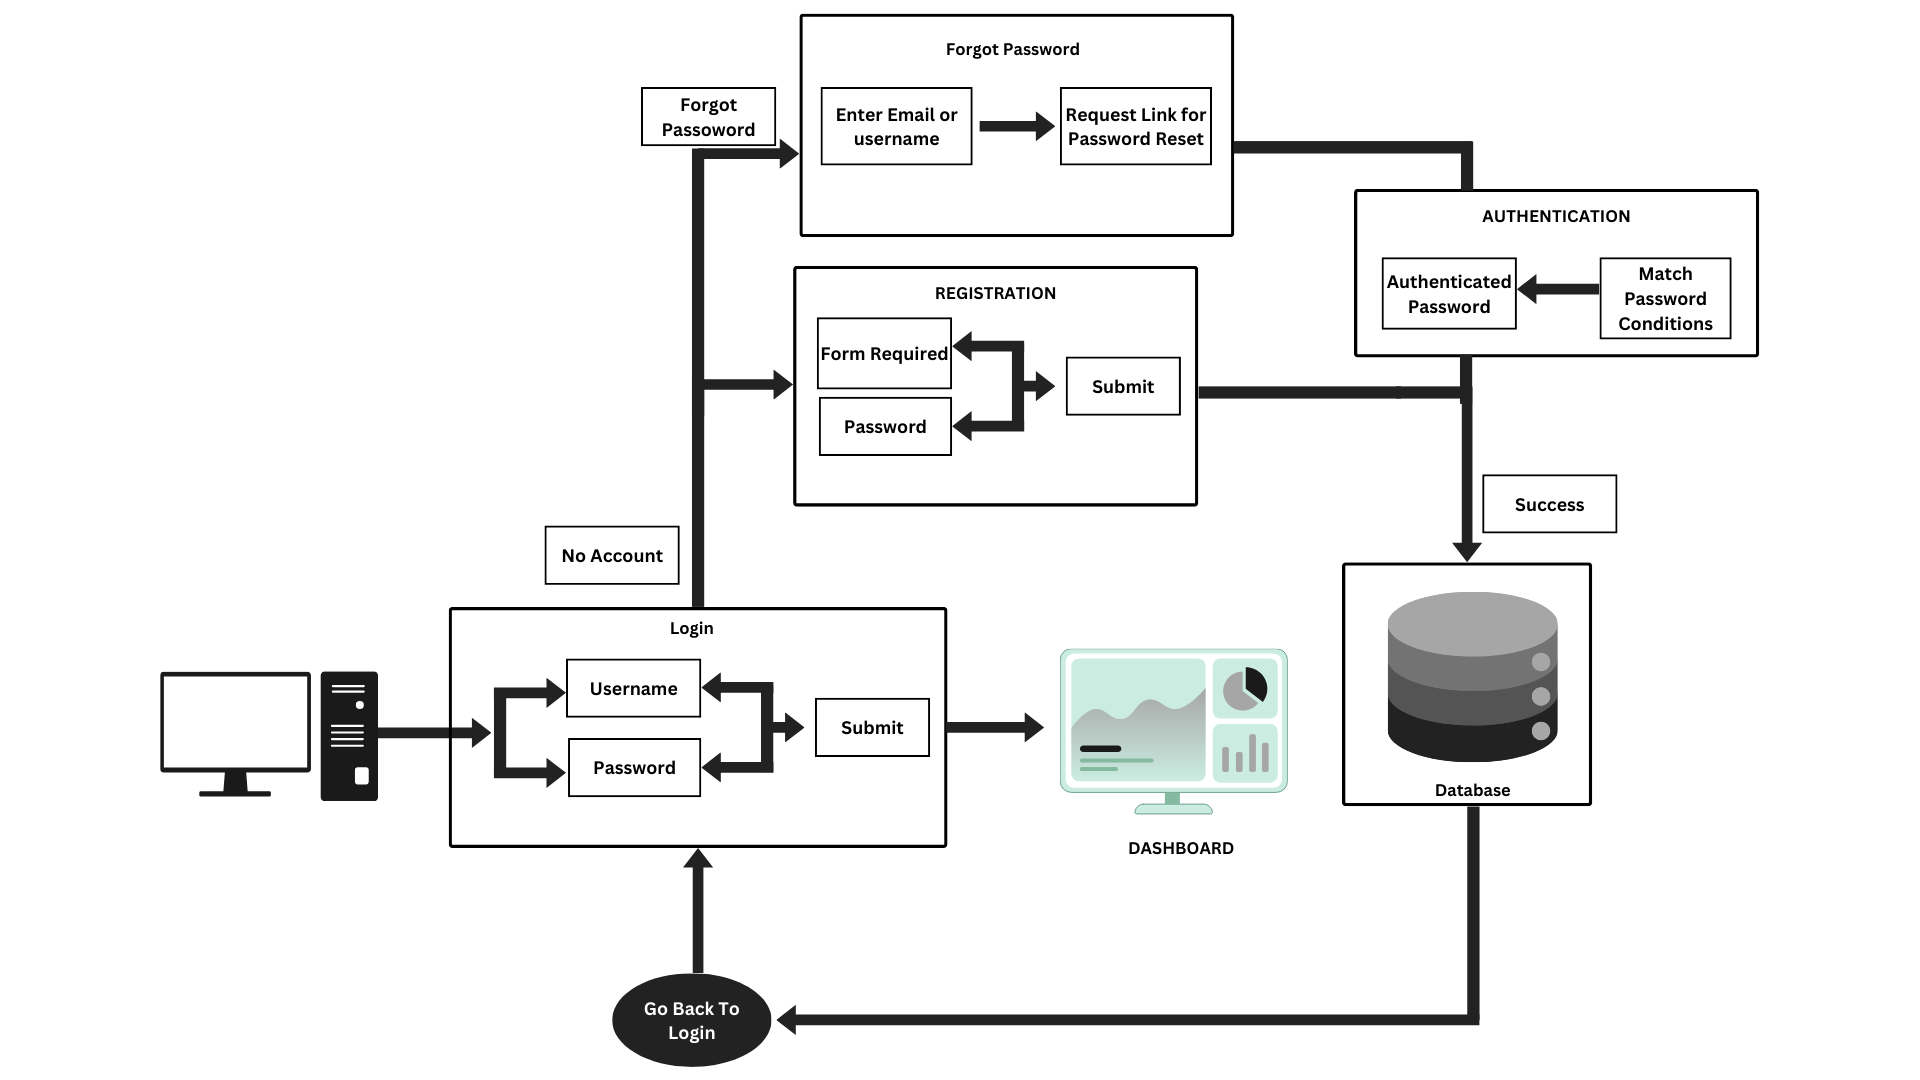 Forgot Password
Forgot
Passoword
Enter Email or
username
Request Link for
Password Reset
AUTHENTICATION
Authenticated
Password
Match
Password
Conditions
REGISTRATION
Form Required
Password
Submit
Success
No Account
Login
Username
Password
Submit
DASHBOARD
Database
Go Back To
Login